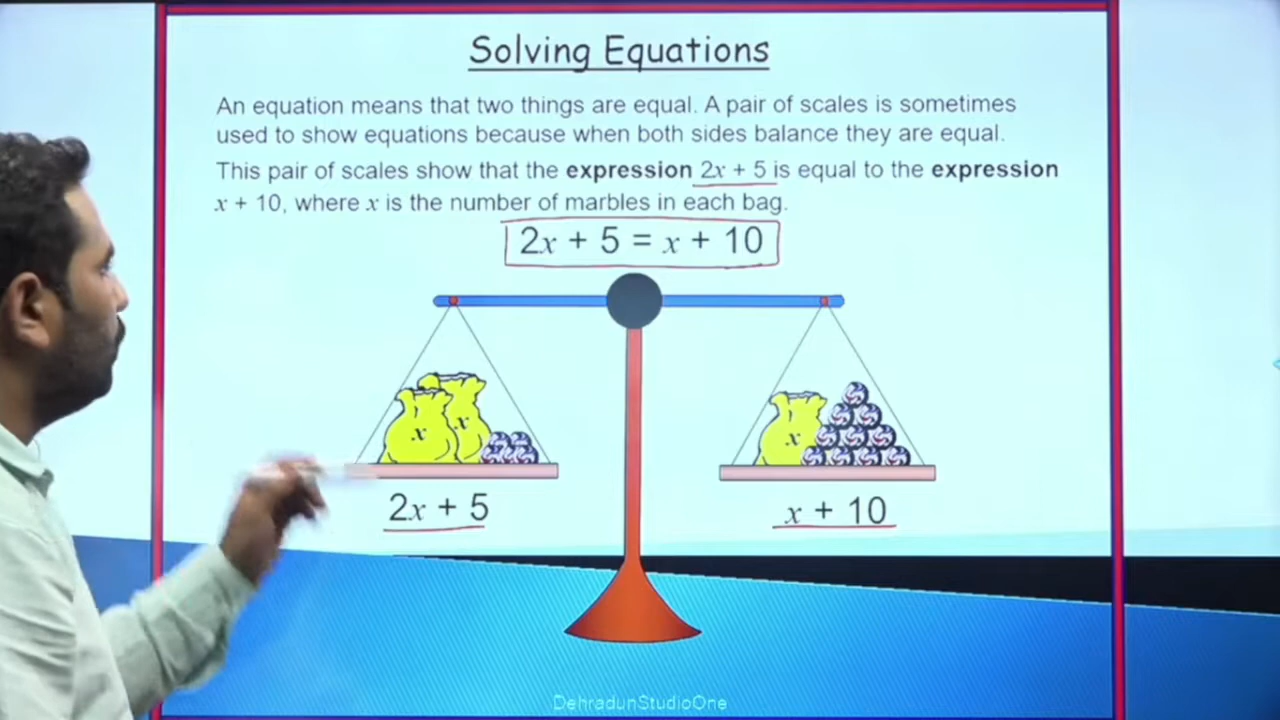 Solving Equations
An equation means that two things are equal. A pair of scales is sometimes
used to show equations because when both sides balance they are equal.
This pair of scales show that the expression 2x + 5 is equal to the expression
x + 10, where x is the number of marbles in each bag.
2x + 5 = x + 10
x x x
2x + 5 x + 10
DehradunStudioOne